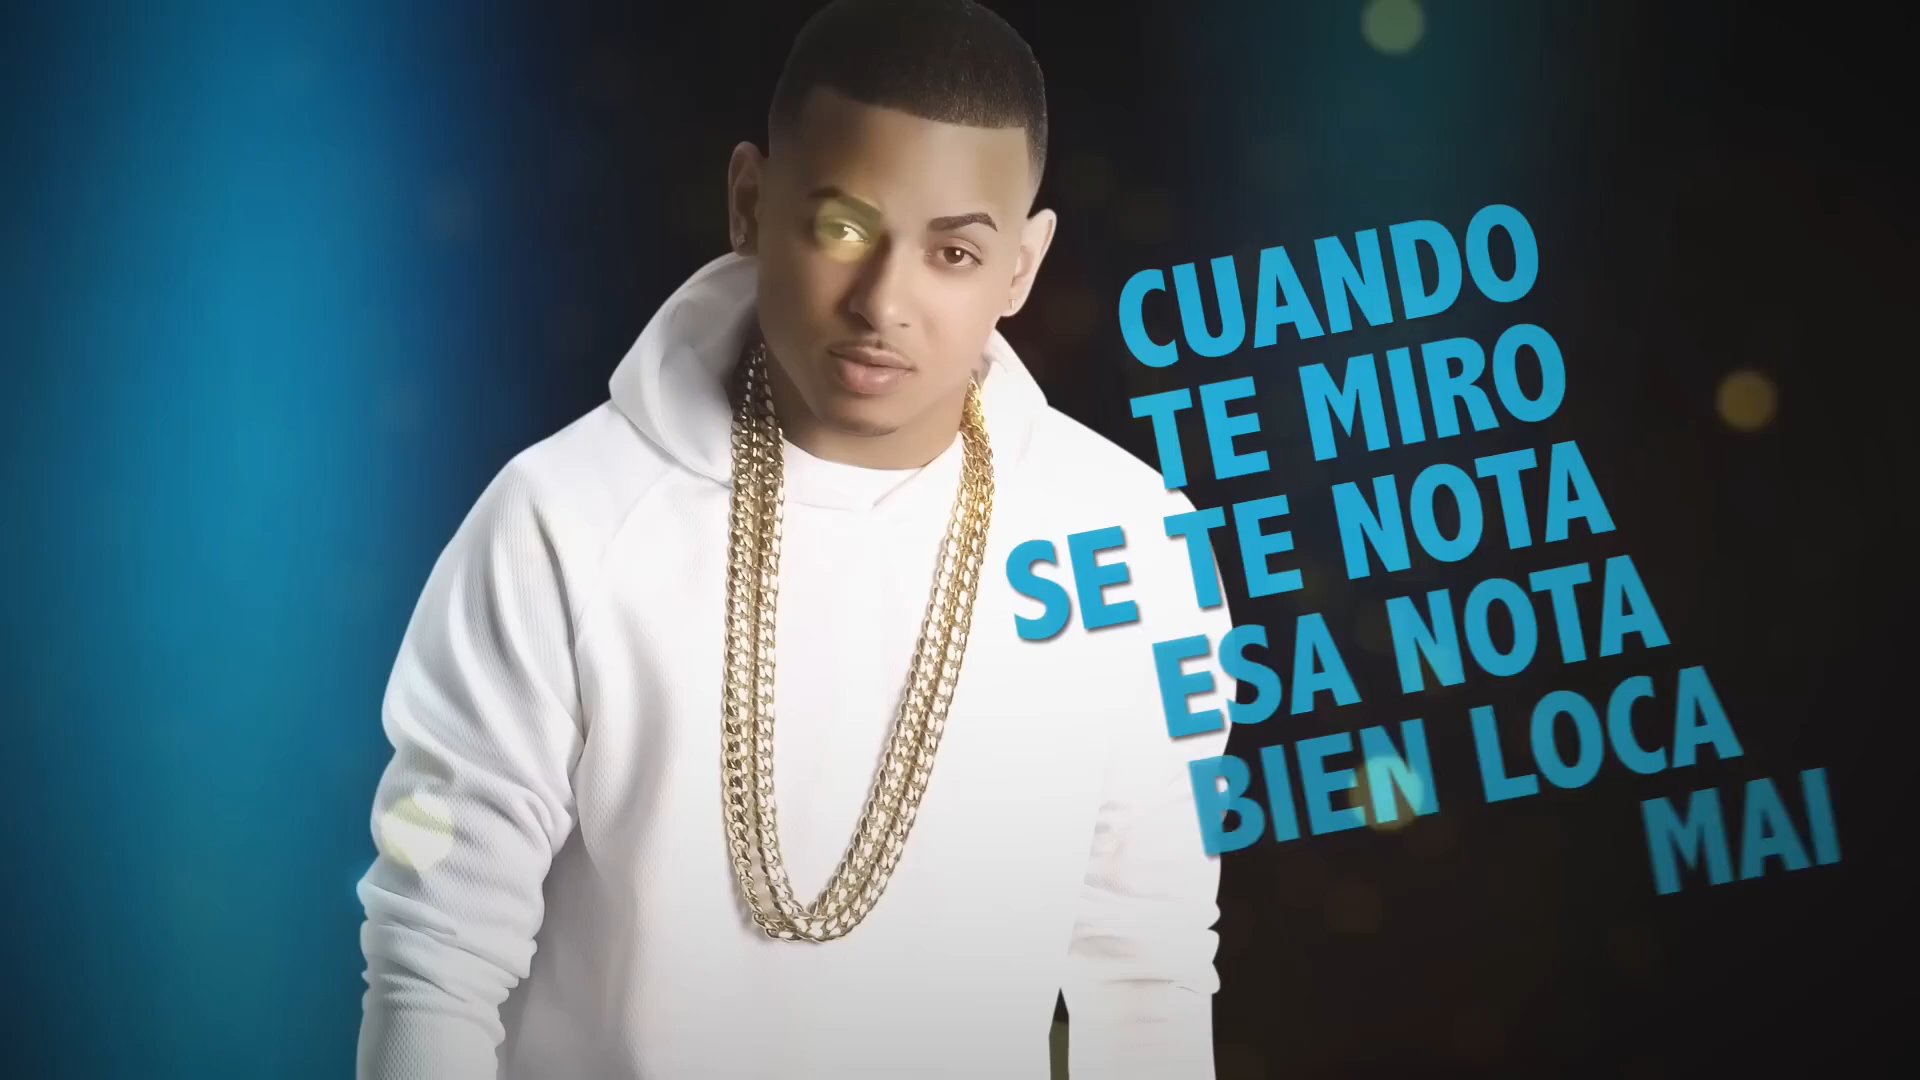 CUANDO
TE MIRO
SE TE NOTA
ESA NOTA
BIEN LOCA
MAI